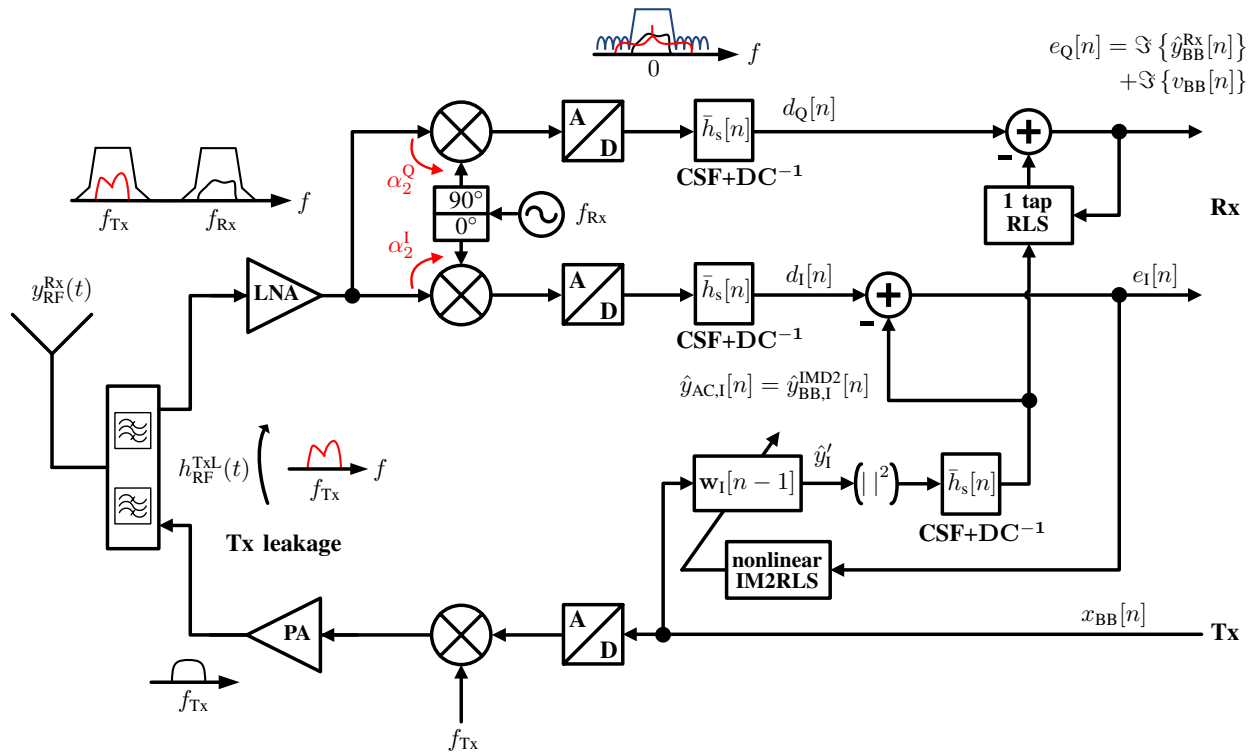 f
0
e_Q[n] = ℑ{ŷ_BB^Rx[n]}
+ℑ{v_BB[n]}
A
D
h̄_s[n]
d_Q[n]
+
-
CSF+DC⁻¹
α_2^Q
90°
0°
f_Rx
1 tap
RLS
Rx
f_Tx
f_Rx
f
α_2^I
y_RF^Rx(t)
LNA
A
D
h̄_s[n]
d_I[n]
+
-
e_I[n]
CSF+DC⁻¹
ŷ_AC,I[n] = ŷ_BB,I^IMD2[n]
h_RF^TxL(t)
f
f_Tx
w_I[n − 1]
ŷ′_I
(| |²)
h̄_s[n]
CSF+DC⁻¹
Tx leakage
nonlinear
IM2RLS
PA
A
D
x_BB[n]
Tx
f_Tx
f_Tx